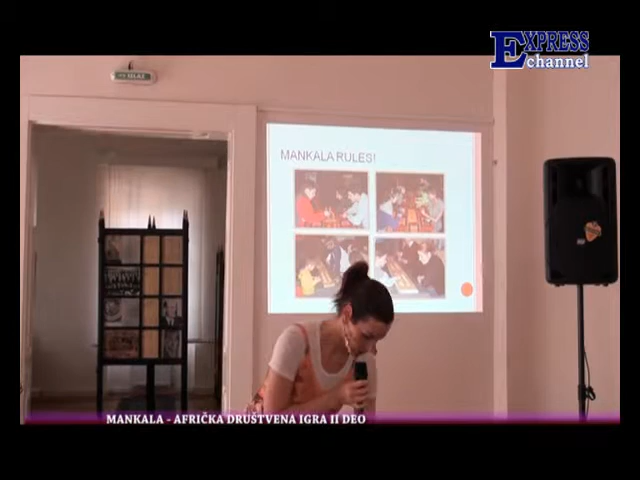 EXPRESS
channel
IZLAZ
MANKALA RULES!
MANKALA - AFRIČKA DRUŠTVENA IGRA II DEO